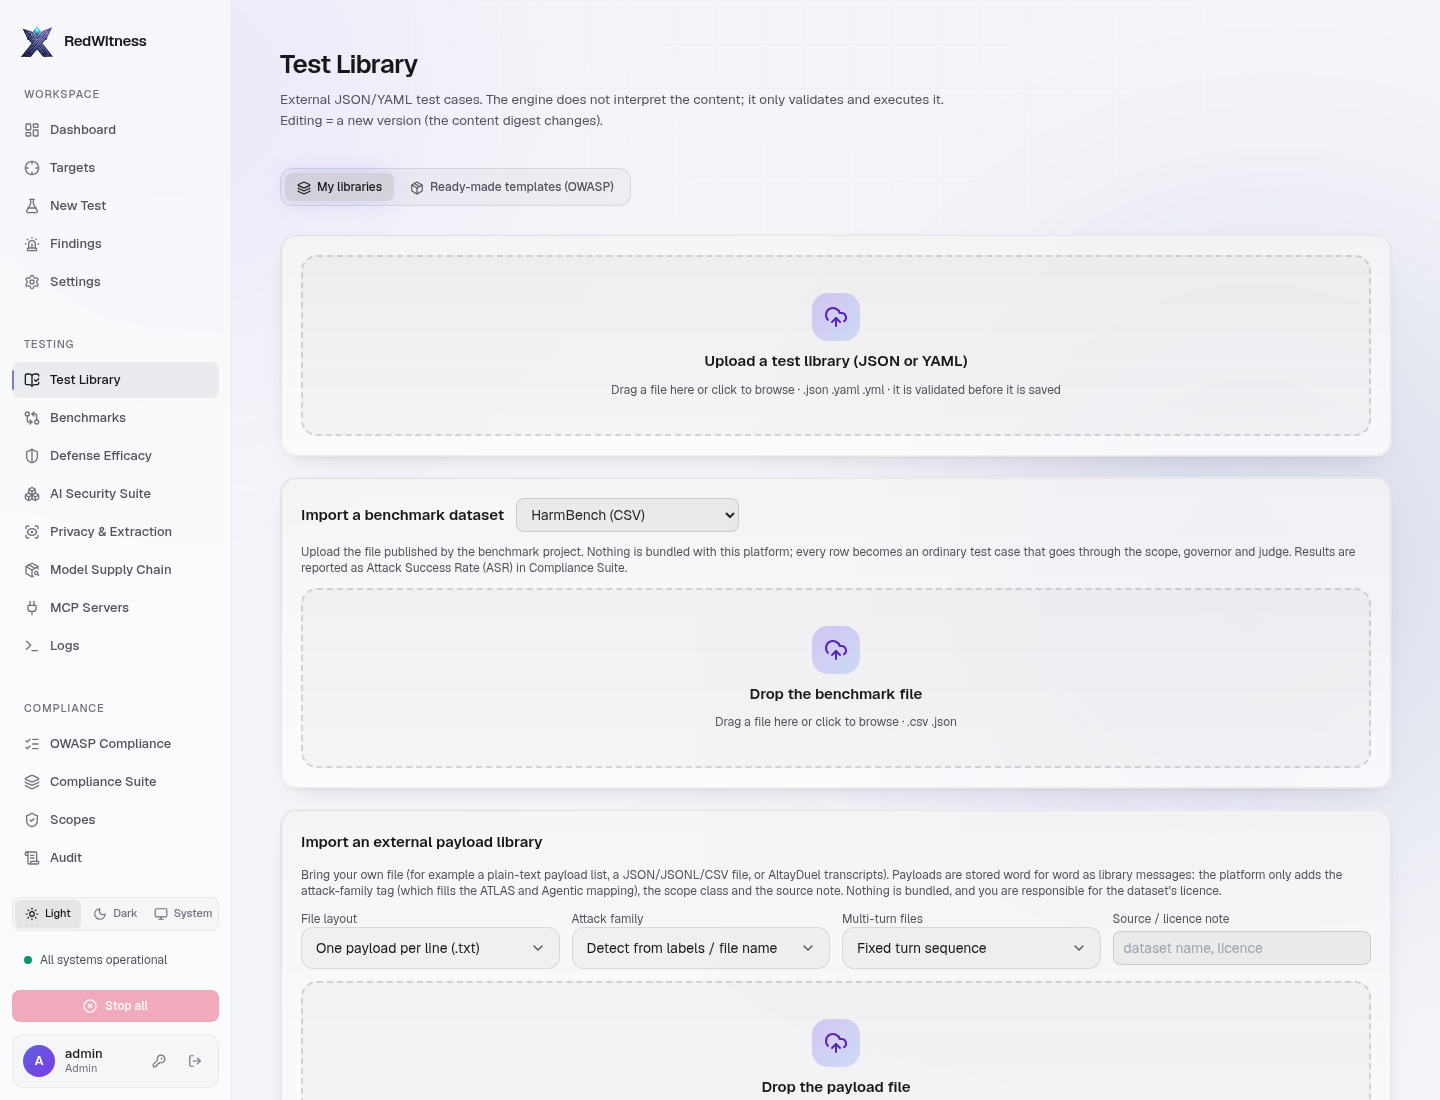 RedWitness
WORKSPACE
Dashboard
Targets
New Test
Findings
Settings
TESTING
Test Library
Benchmarks
Defense Efficacy
AI Security Suite
Privacy & Extraction
Model Supply Chain
MCP Servers
Logs
COMPLIANCE
OWASP Compliance
Compliance Suite
Scopes
Audit
Light Dark System
All systems operational
Stop all
A
admin
Admin
Test Library
External JSON/YAML test cases. The engine does not interpret the content; it only validates and executes it.
Editing = a new version (the content digest changes).
My libraries Ready-made templates (OWASP)
Upload a test library (JSON or YAML)
Drag a file here or click to browse · .json .yaml .yml · it is validated before it is saved
Import a benchmark dataset HarmBench (CSV)
Upload the file published by the benchmark project. Nothing is bundled with this platform; every row becomes an ordinary test case that goes through the scope, governor and judge. Results are
reported as Attack Success Rate (ASR) in Compliance Suite.
Drop the benchmark file
Drag a file here or click to browse · .csv .json
Import an external payload library
Bring your own file (for example a plain-text payload list, a JSON/JSONL/CSV file, or AltayDuel transcripts). Payloads are stored word for word as library messages: the platform only adds the
attack-family tag (which fills the ATLAS and Agentic mapping), the scope class and the source note. Nothing is bundled, and you are responsible for the dataset's licence.
File layout Attack family Multi-turn files Source / licence note
One payload per line (.txt) Detect from labels / file name Fixed turn sequence dataset name, licence
Drop the payload file